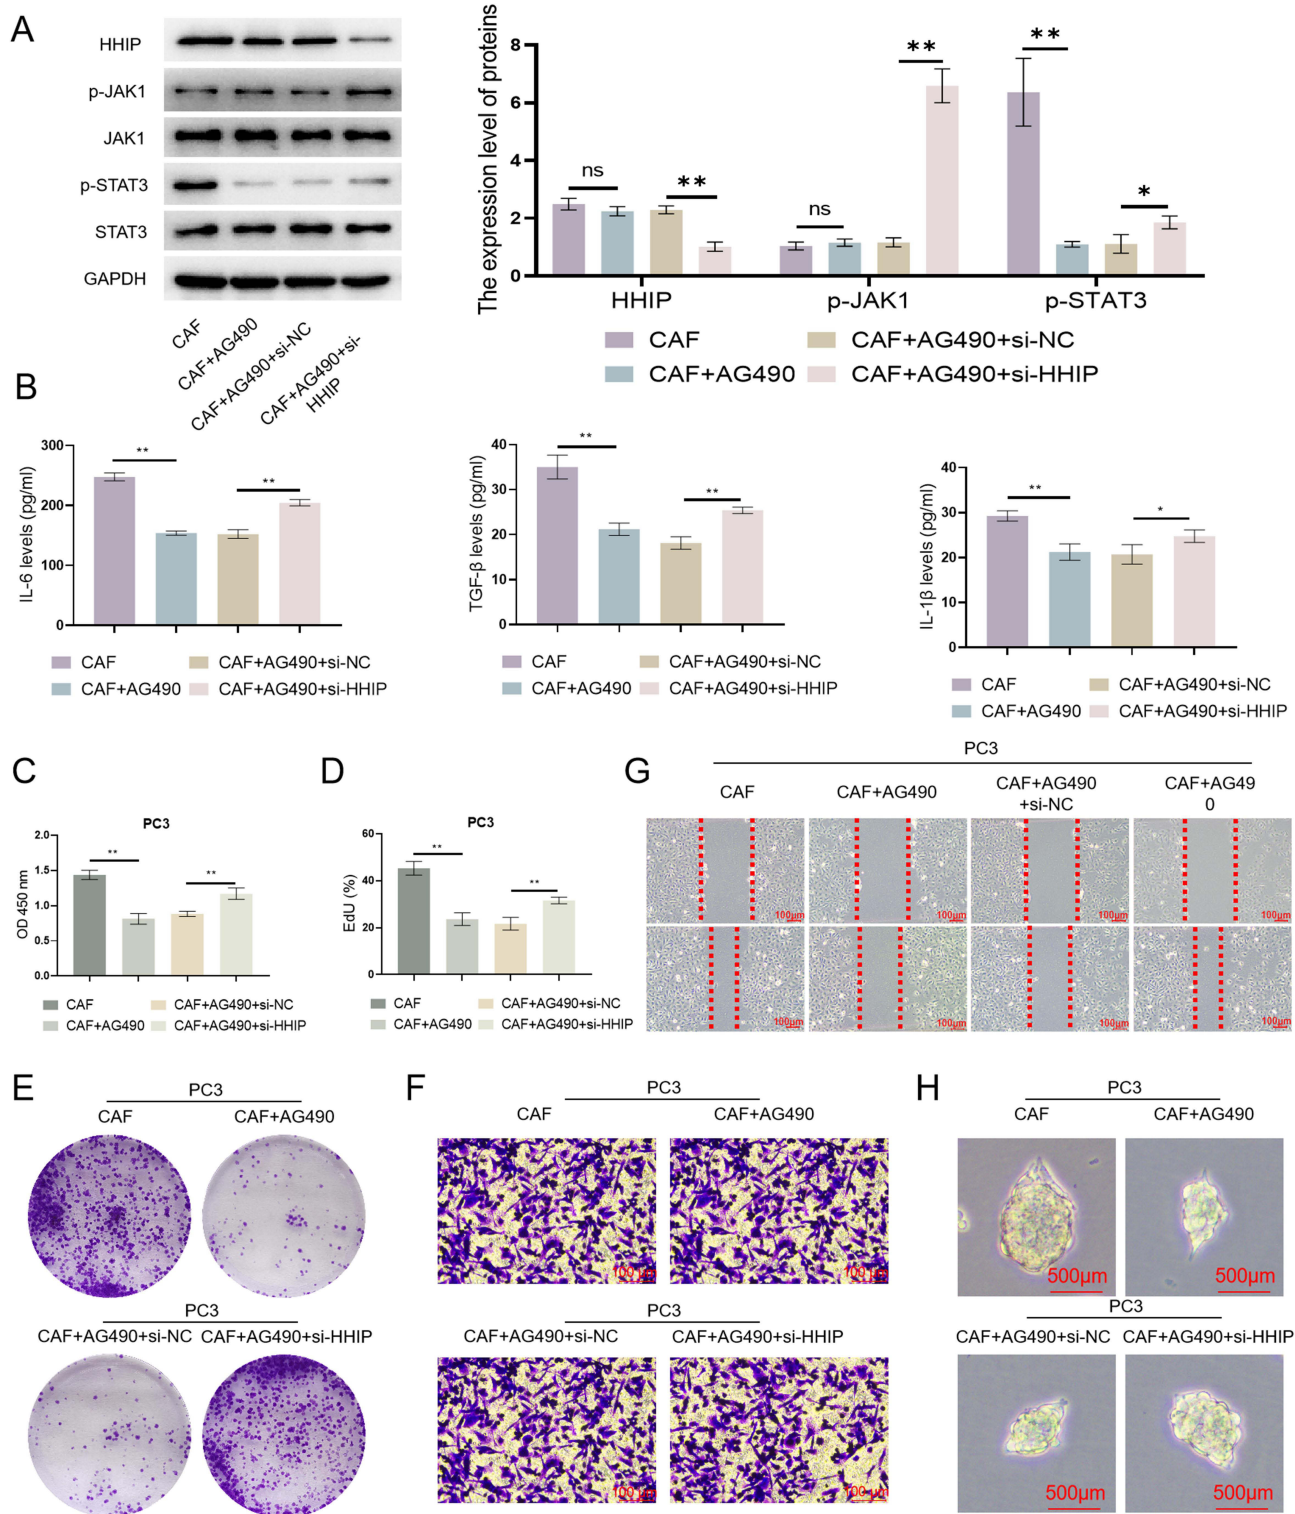 A
HHIP
p-JAK1
JAK1
p-STAT3
STAT3
GAPDH
CAF
CAF+AG490
CAF+AG490+si-NC
CAF+AG490+si-
HHIP
The expression level of proteins
8
6
4
2
0
ns
**
ns
**
**
*
HHIP
p-JAK1
p-STAT3
CAF
CAF+AG490+si-NC
CAF+AG490
CAF+AG490+si-HHIP
B
IL-6 levels (pg/ml)
300
200
100
0
**
**
CAF
CAF+AG490+si-NC
CAF+AG490
CAF+AG490+si-HHIP
TGF-β levels (pg/ml)
40
30
20
10
0
**
**
CAF
CAF+AG490+si-NC
CAF+AG490
CAF+AG490+si-HHIP
IL-1β levels (pg/ml)
40
30
20
10
0
**
*
CAF
CAF+AG490+si-NC
CAF+AG490
CAF+AG490+si-HHIP
C
PC3
OD 450 nm
2.0
1.5
1.0
0.5
0.0
**
**
CAF
CAF+AG490+si-NC
CAF+AG490
CAF+AG490+si-HHIP
D
PC3
EdU (%)
60
40
20
0
**
**
CAF
CAF+AG490+si-NC
CAF+AG490
CAF+AG490+si-HHIP
G
PC3
CAF
CAF+AG490
CAF+AG490
+si-NC
CAF+AG49
0
100μm
100μm
100μm
100μm
100μm
100μm
100μm
100μm
E
PC3
CAF
CAF+AG490
PC3
CAF+AG490+si-NC
CAF+AG490+si-HHIP
F
PC3
CAF
CAF+AG490
100 μm
100 μm
PC3
CAF+AG490+si-NC
CAF+AG490+si-HHIP
100 μm
100 μm
H
PC3
CAF
CAF+AG490
500μm
500μm
PC3
CAF+AG490+si-NC
CAF+AG490+si-HHIP
500μm
500μm